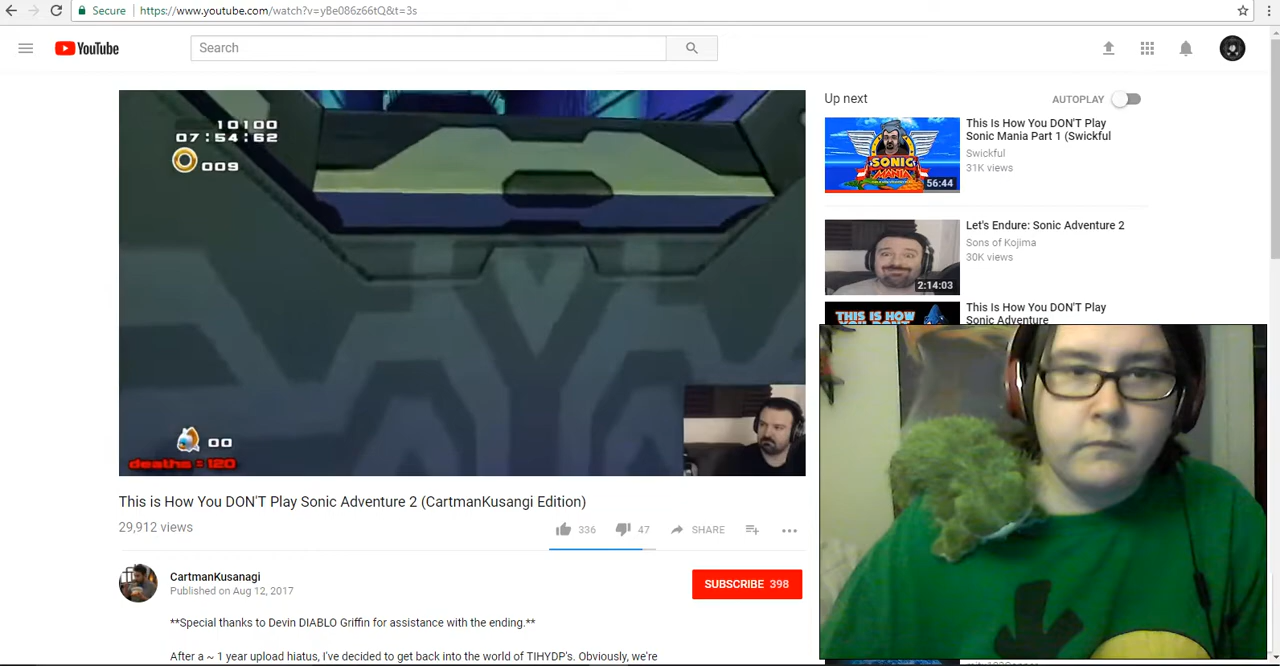 Secure https://www.youtube.com/watch?v=yBe086z66tQ&t=3s
YouTube
Search
10100
07:54:62
009
00
deaths : 120
Up next
AUTOPLAY
SONIC
MANIA
56:44
This Is How You DON'T Play
Sonic Mania Part 1 (Swickful
Swickful
31K views
2:14:03
Let's Endure: Sonic Adventure 2
Sons of Kojima
30K views
THIS IS HOW
This Is How You DON'T Play
Sonic Adventure
This is How You DON'T Play Sonic Adventure 2 (CartmanKusangi Edition)
29,912 views
336
47
SHARE
CartmanKusanagi
Published on Aug 12, 2017
SUBSCRIBE 398
**Special thanks to Devin DIABLO Griffin for assistance with the ending.**
After a ~ 1 year upload hiatus, I've decided to get back into the world of TIHYDP's. Obviously, we're